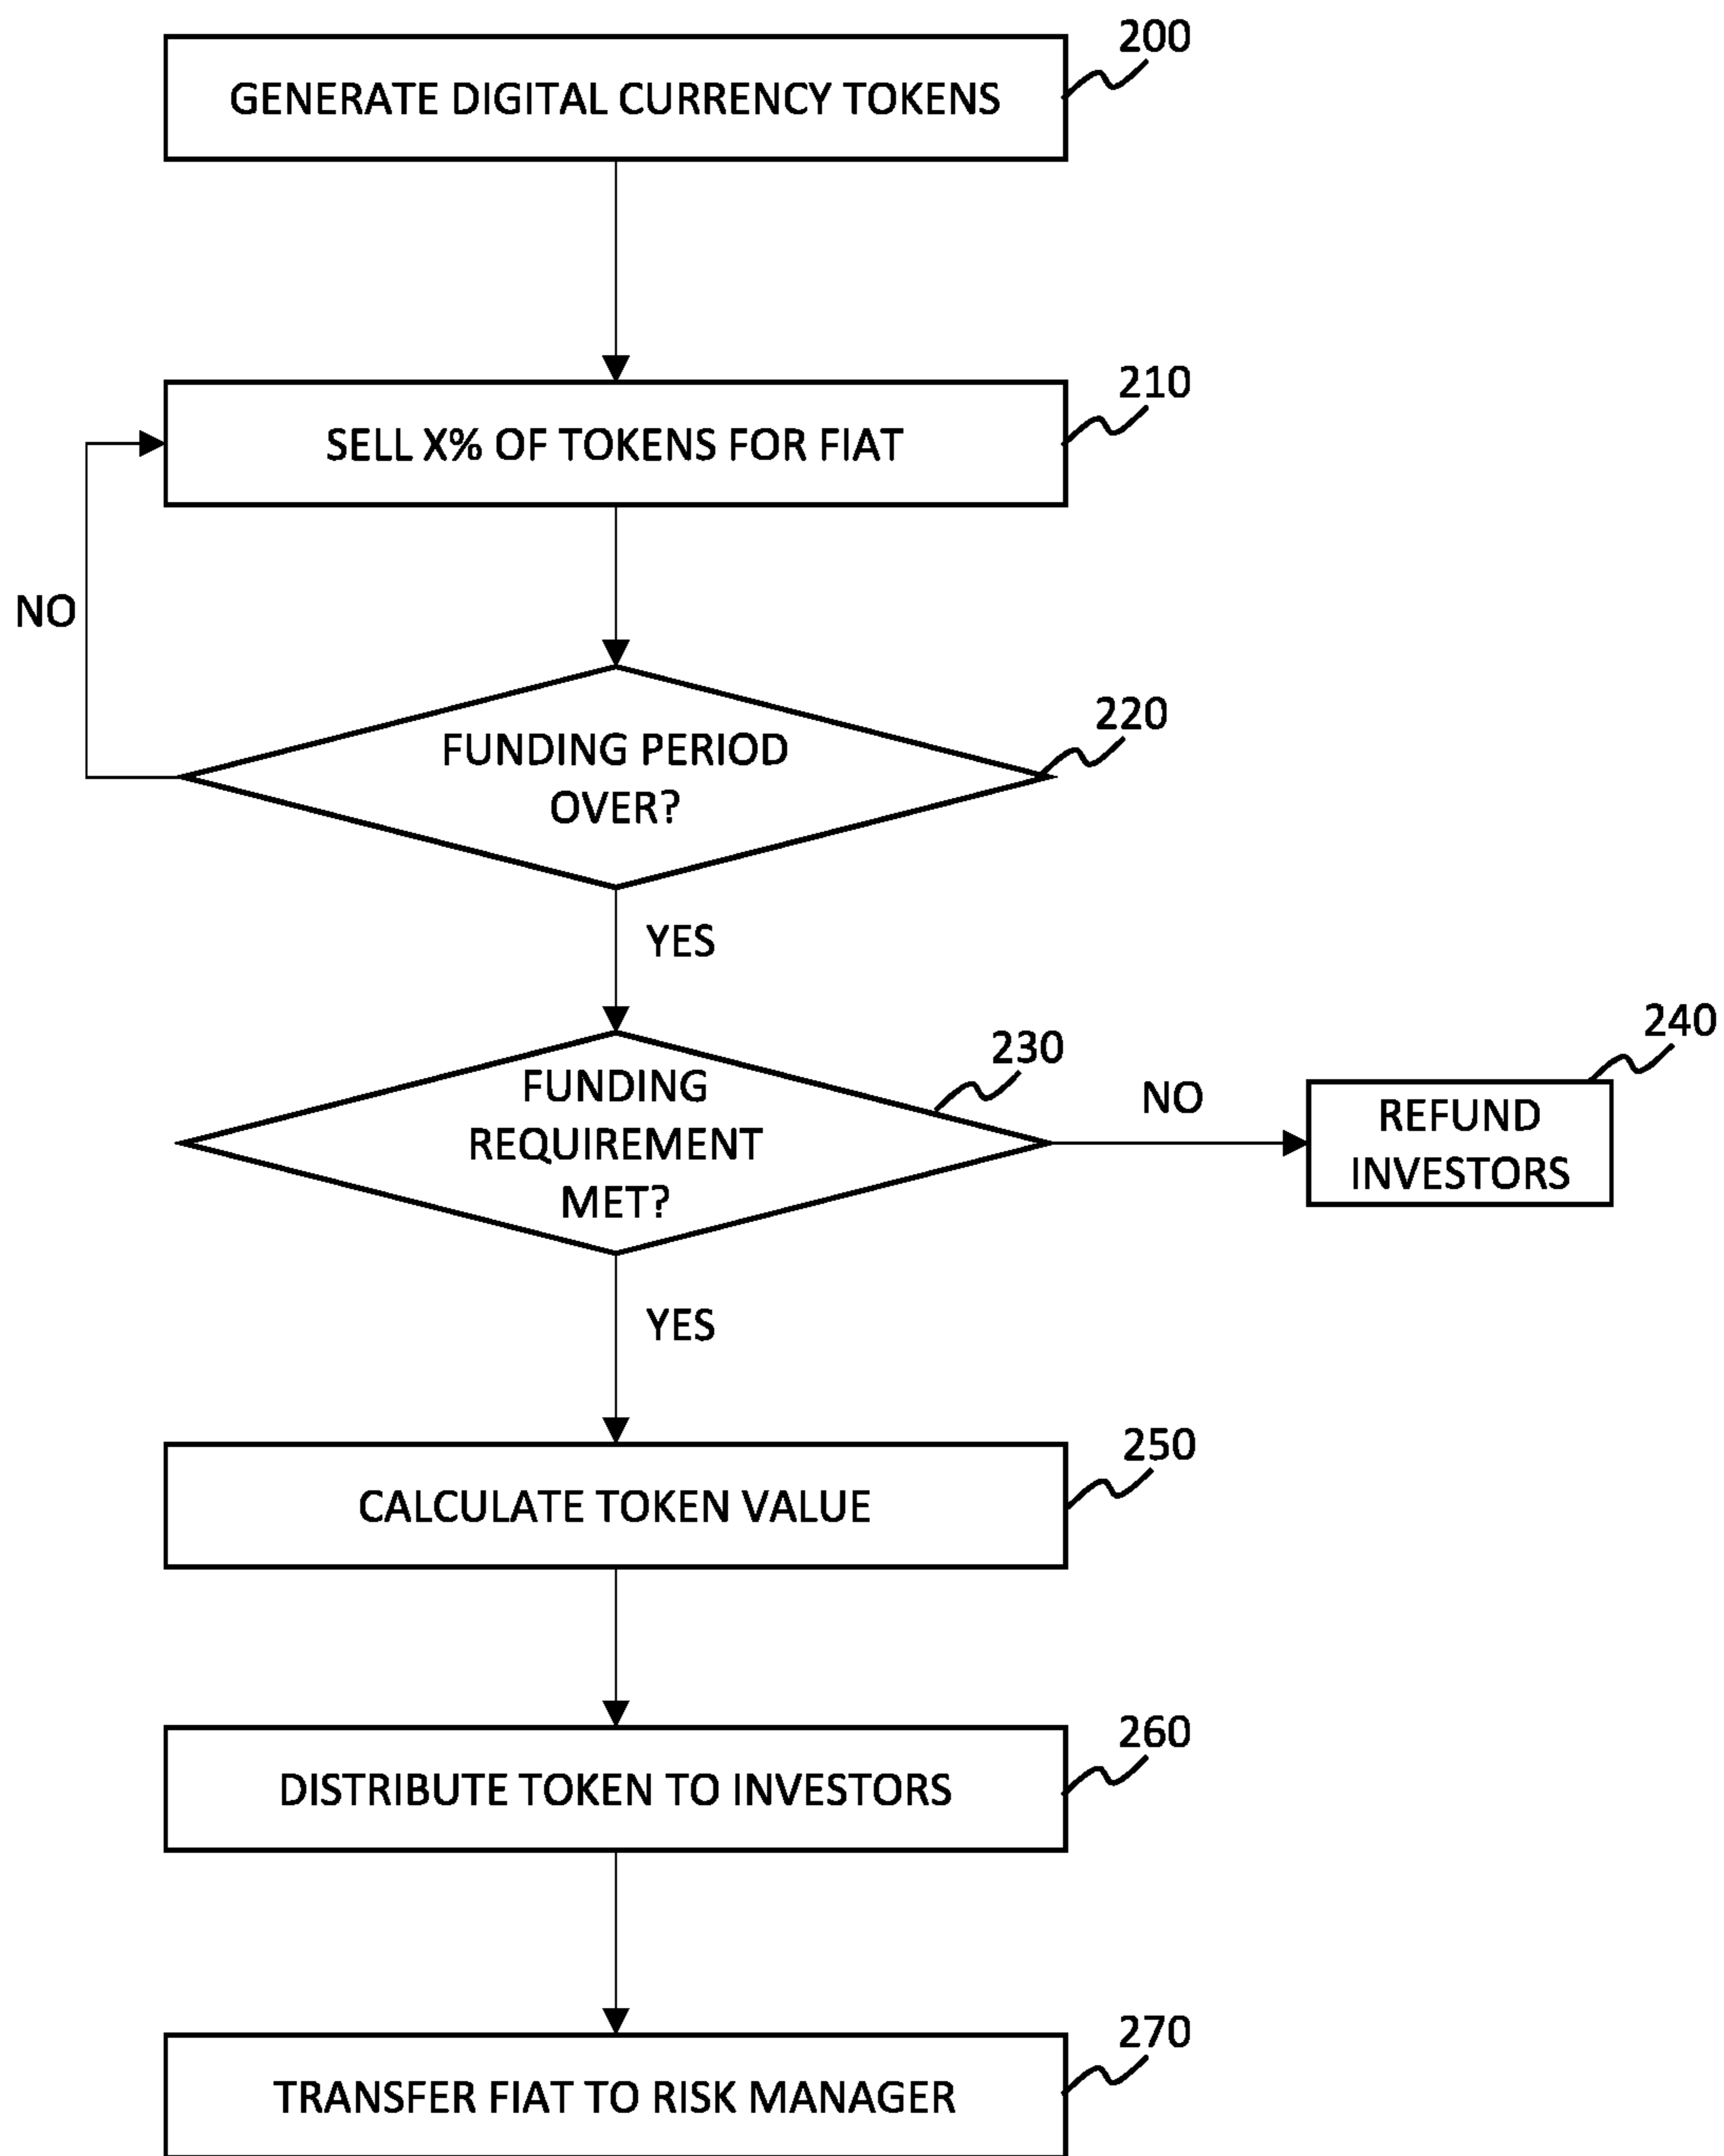 200
GENERATE DIGITAL CURRENCY TOKENS
210
SELL X% OF TOKENS FOR FIAT
NO
220
FUNDING PERIOD
OVER?
YES
230
FUNDING
REQUIREMENT
MET?
NO
240
REFUND
INVESTORS
YES
250
CALCULATE TOKEN VALUE
260
DISTRIBUTE TOKEN TO INVESTORS
270
TRANSFER FIAT TO RISK MANAGER